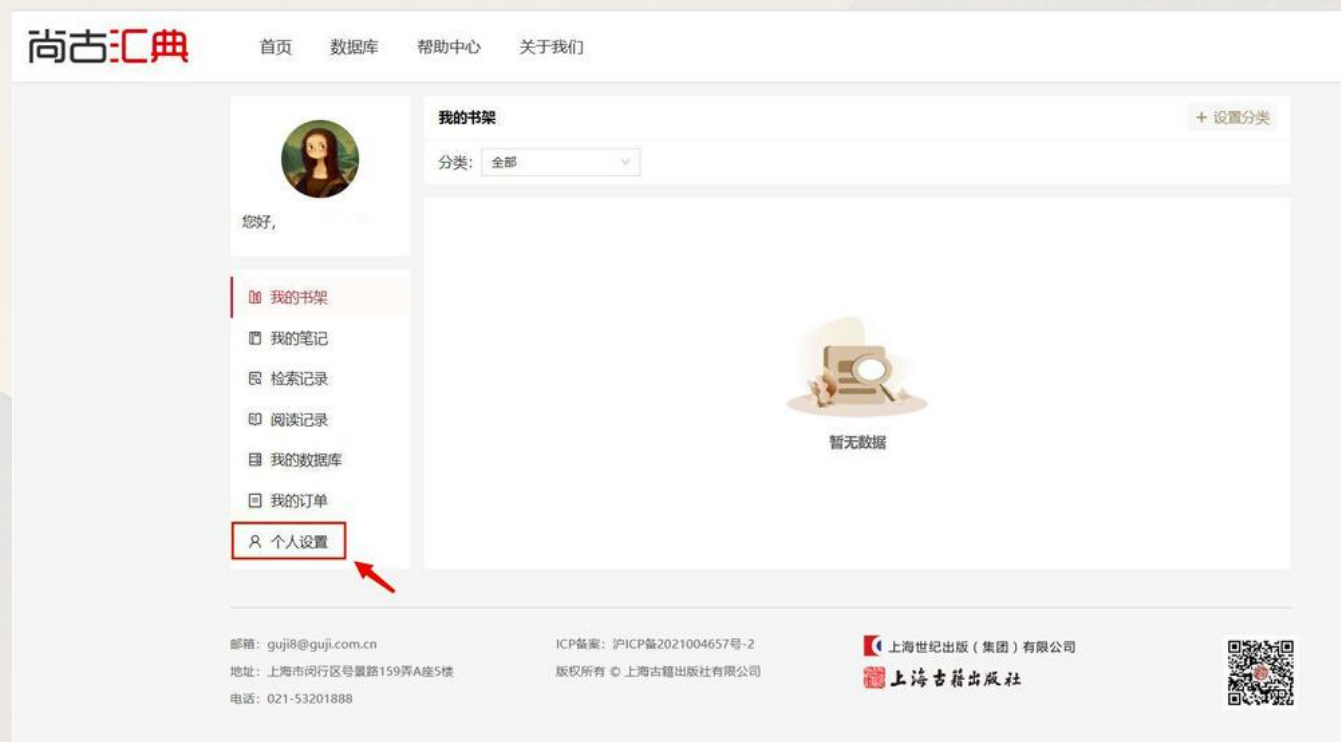 尚古汇典
首页 数据库 帮助中心 关于我们
您好,
我的书架
我的笔记
检索记录
阅读记录
我的数据库
我的订单
个人设置
我的书架
+ 设置分类
分类: 全部
暂无数据
邮箱: guji8@guji.com.cn
地址: 上海市闵行区号景路159弄A座5楼
电话: 021-53201888
ICP备案: 沪ICP备2021004657号-2
版权所有 © 上海古籍出版社有限公司
上海世纪出版(集团)有限公司
上海古籍出版社